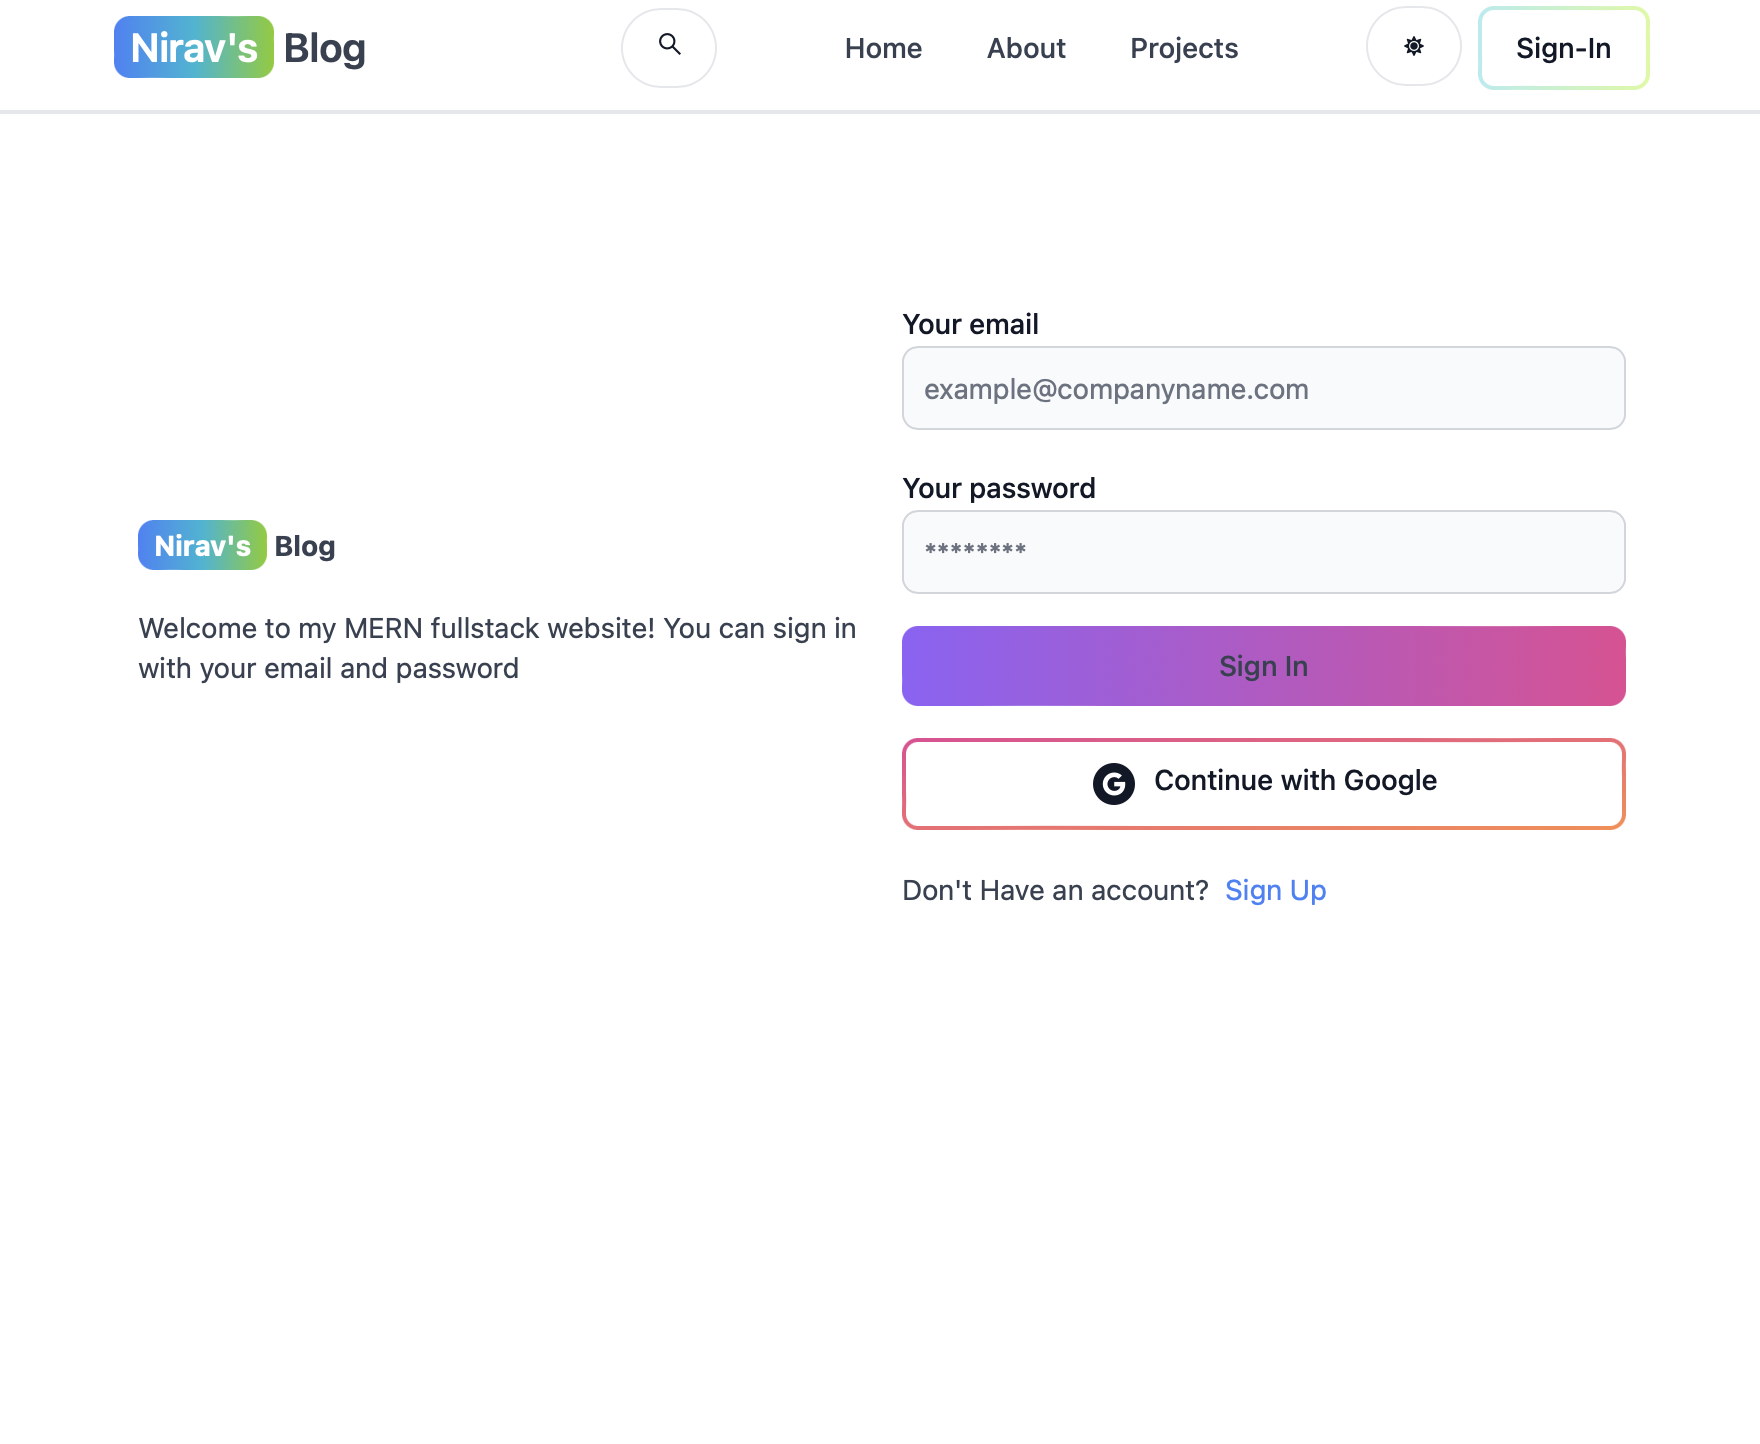 Nirav's Blog
Home About Projects Sign-In
Your email
example@companyname.com
Your password
********
Nirav's Blog
Welcome to my MERN fullstack website! You can sign in
with your email and password
Sign In
Continue with Google
Don't Have an account? Sign Up